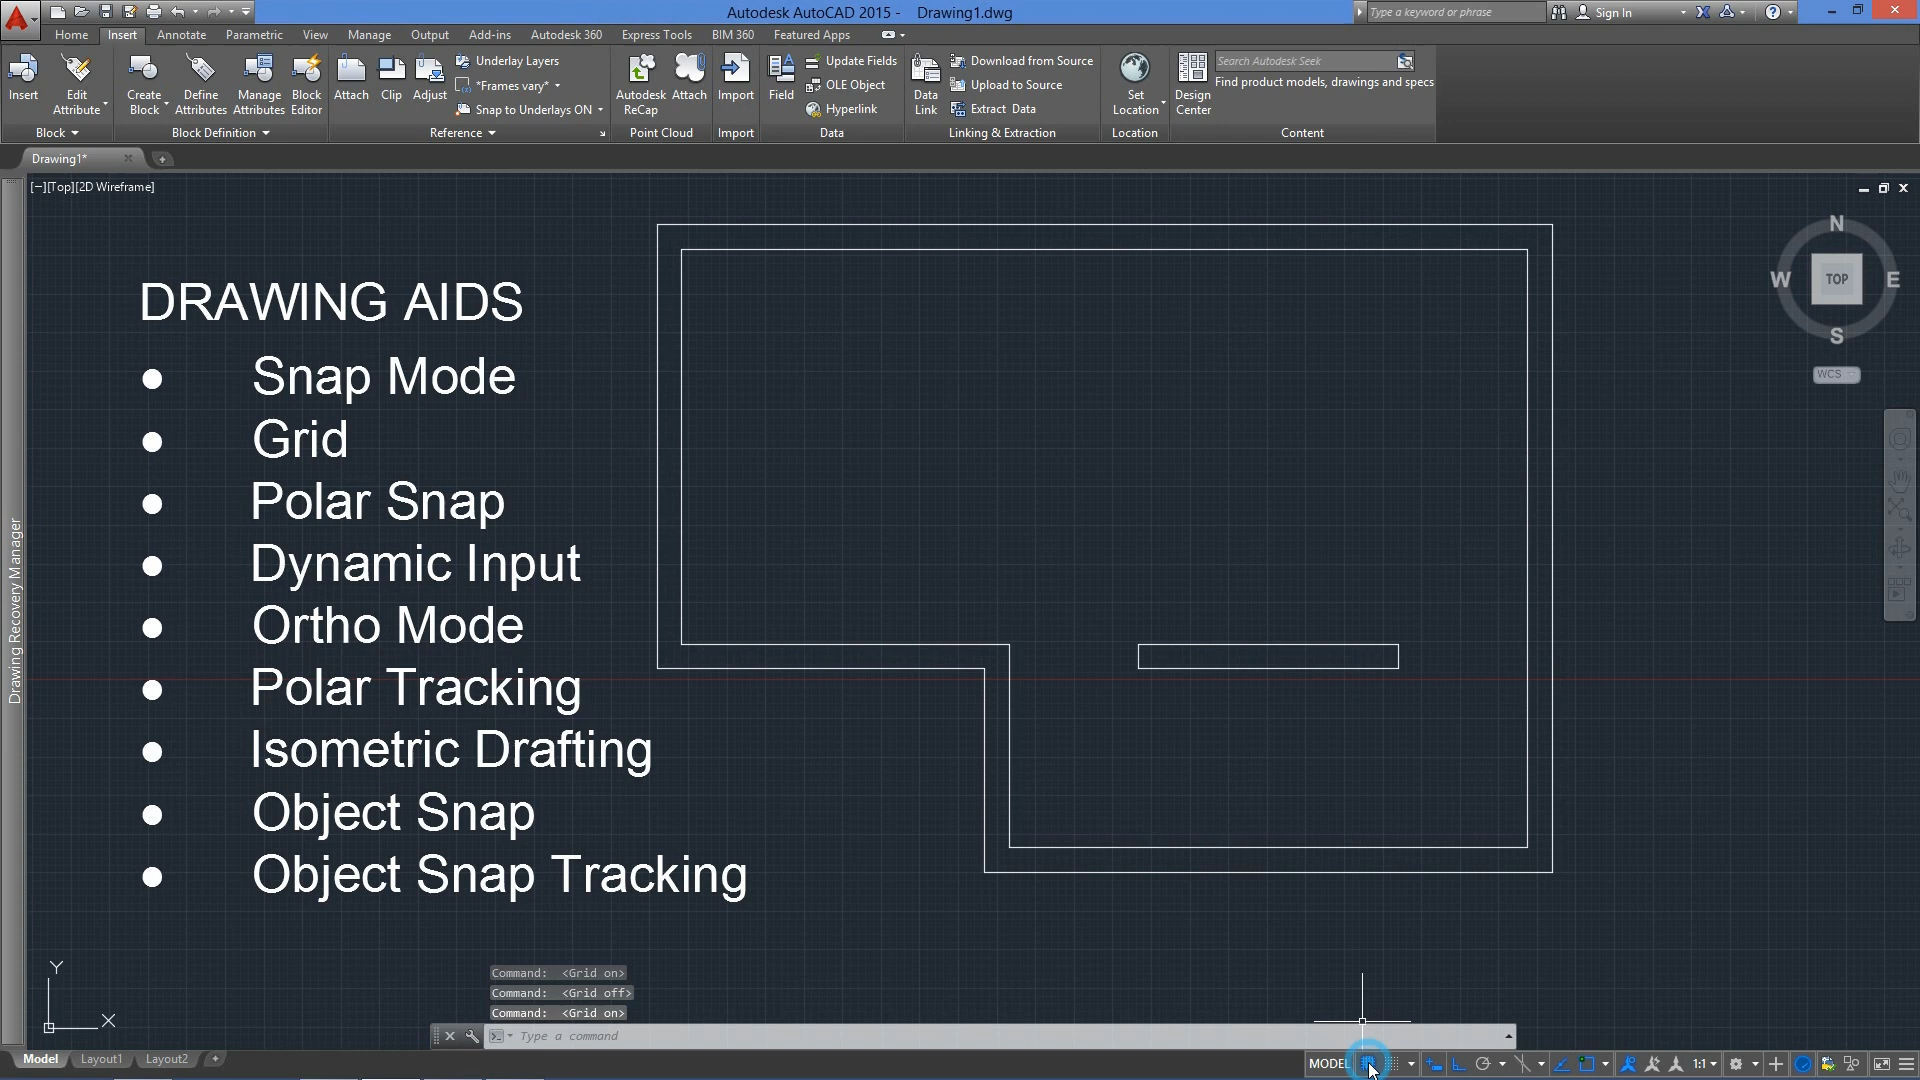 Autodesk AutoCAD 2015 - Drawing1.dwg
Type a keyword or phrase
Sign In
Home Insert Annotate Parametric View Manage Output Add-ins Autodesk 360 Express Tools BIM 360 Featured Apps
Insert
Edit Attribute
Create Block
Define Attributes
Manage Attributes
Block Editor
Attach
Clip
Adjust
Underlay Layers
*Frames vary*
Snap to Underlays ON
Autodesk ReCap
Attach
Import
Field
Update Fields
OLE Object
Hyperlink
Data Link
Download from Source
Upload to Source
Extract Data
Set Location
Design Center
Search Autodesk Seek
Find product models, drawings and specs
Block
Block Definition
Reference
Point Cloud
Import
Data
Linking & Extraction
Location
Content
Drawing1*
[−][Top][2D Wireframe]
N
W TOP E
S
WCS
Drawing Recovery Manager
DRAWING AIDS
● Snap Mode
● Grid
● Polar Snap
● Dynamic Input
● Ortho Mode
● Polar Tracking
● Isometric Drafting
● Object Snap
● Object Snap Tracking
Y
X
Command: <Grid on>
Command: <Grid off>
Command: <Grid on>
Type a command
Model Layout1 Layout2
MODEL 1:1